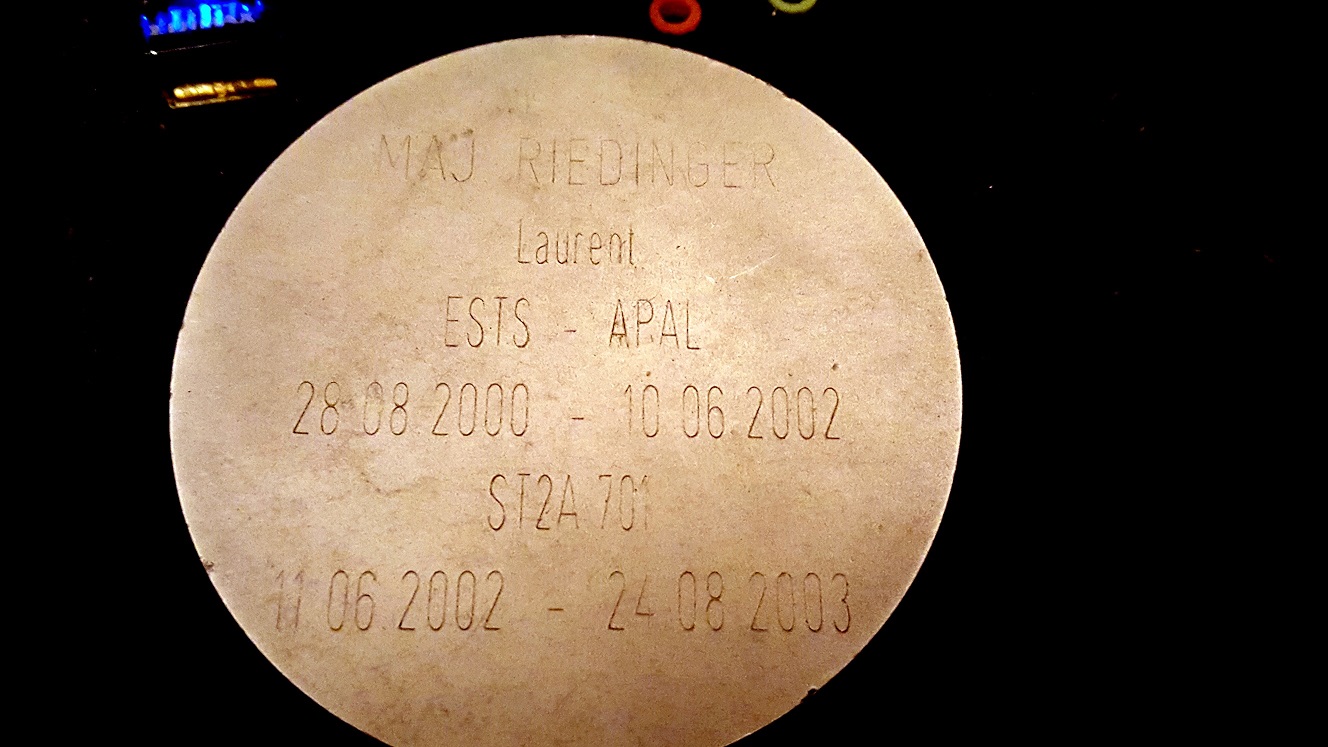 MAJ RIEDINGER
Laurent
ESTS - APAL
28.08.2000 - 10.06.2002
ST2A 701
11.06.2002 - 24.08.2003